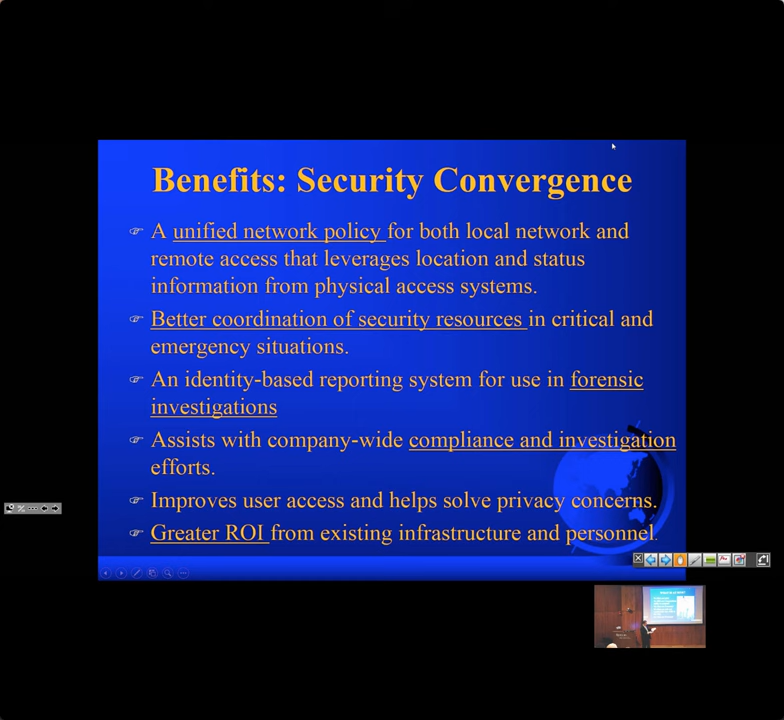 Benefits: Security Convergence
☞ A unified network policy for both local network and
remote access that leverages location and status
information from physical access systems.
☞ Better coordination of security resources in critical and
emergency situations.
☞ An identity-based reporting system for use in forensic
investigations
☞ Assists with company-wide compliance and investigation
efforts.
☞ Improves user access and helps solve privacy concerns.
☞ Greater ROI from existing infrastructure and personnel.